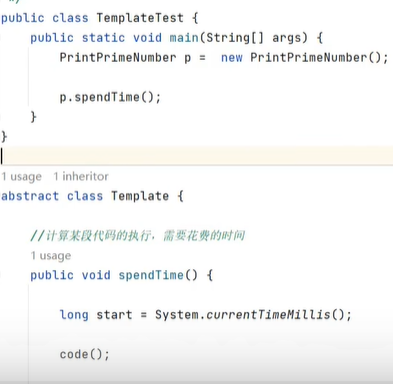 */
public class TemplateTest {
public static void main(String[] args) {
PrintPrimeNumber p =  new PrintPrimeNumber();
p.spendTime();
}
}
1 usage   1 inheritor
abstract class Template {
//计算某段代码的执行，需要花费的时间
1 usage
public void spendTime() {
long start = System.currentTimeMillis();
code();